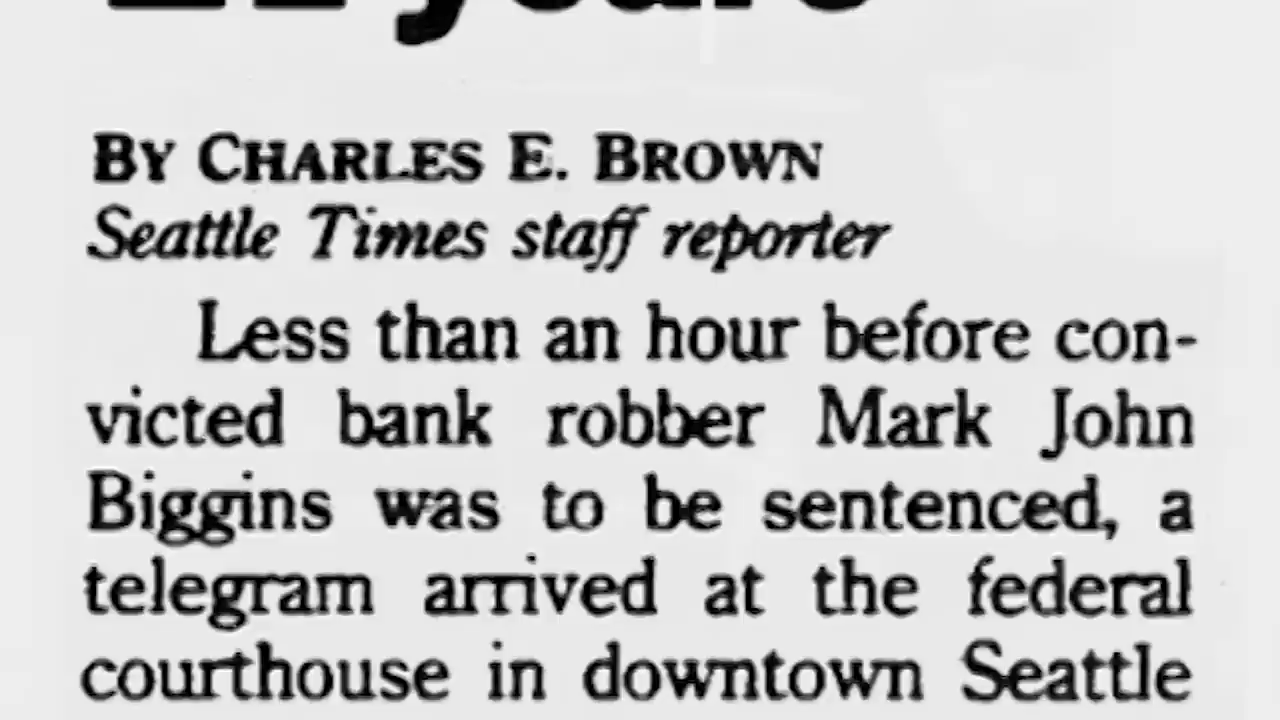 years
BY CHARLES E. BROWN
Seattle Times staff reporter
Less than an hour before con-
victed bank robber Mark John
Biggins was to be sentenced, a
telegram arrived at the federal
courthouse in downtown Seattle